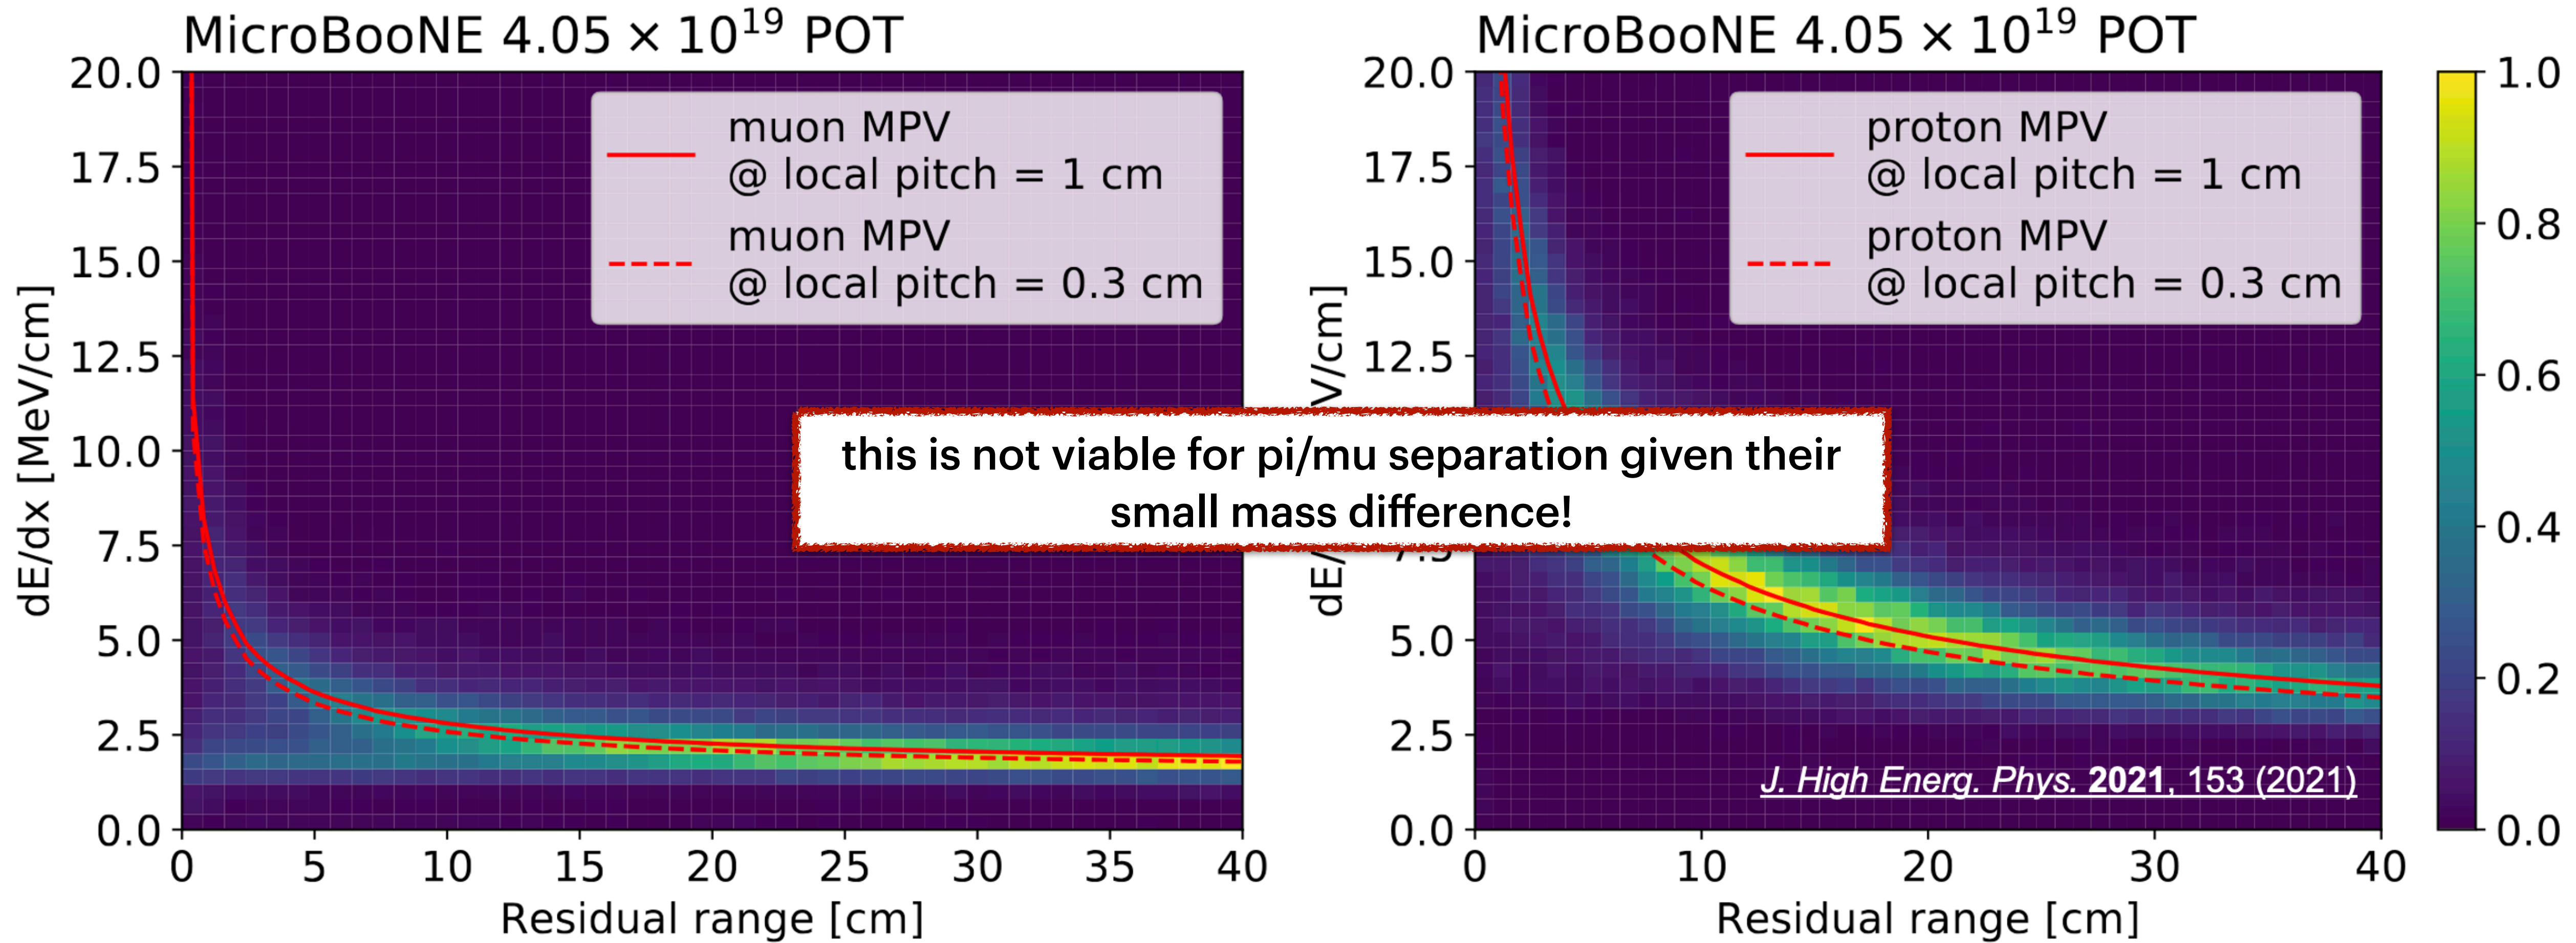 MicroBooNE 4.05 × 10¹⁹ POT
20.0
17.5
15.0
12.5
10.0
7.5
5.0
2.5
0.0
dE/dx [MeV/cm]
muon MPV
@ local pitch = 1 cm
muon MPV
@ local pitch = 0.3 cm
0 5 10 15 20 25 30 35 40
Residual range [cm]
this is not viable for pi/mu separation given their
small mass difference!
MicroBooNE 4.05 × 10¹⁹ POT
20.0
17.5
15.0
12.5
7.5
5.0
2.5
0.0
dE/ V/cm]
proton MPV
@ local pitch = 1 cm
proton MPV
@ local pitch = 0.3 cm
J. High Energ. Phys. 2021, 153 (2021)
0 10 20 30 40
Residual range [cm]
1.0
0.8
0.6
0.4
0.2
0.0